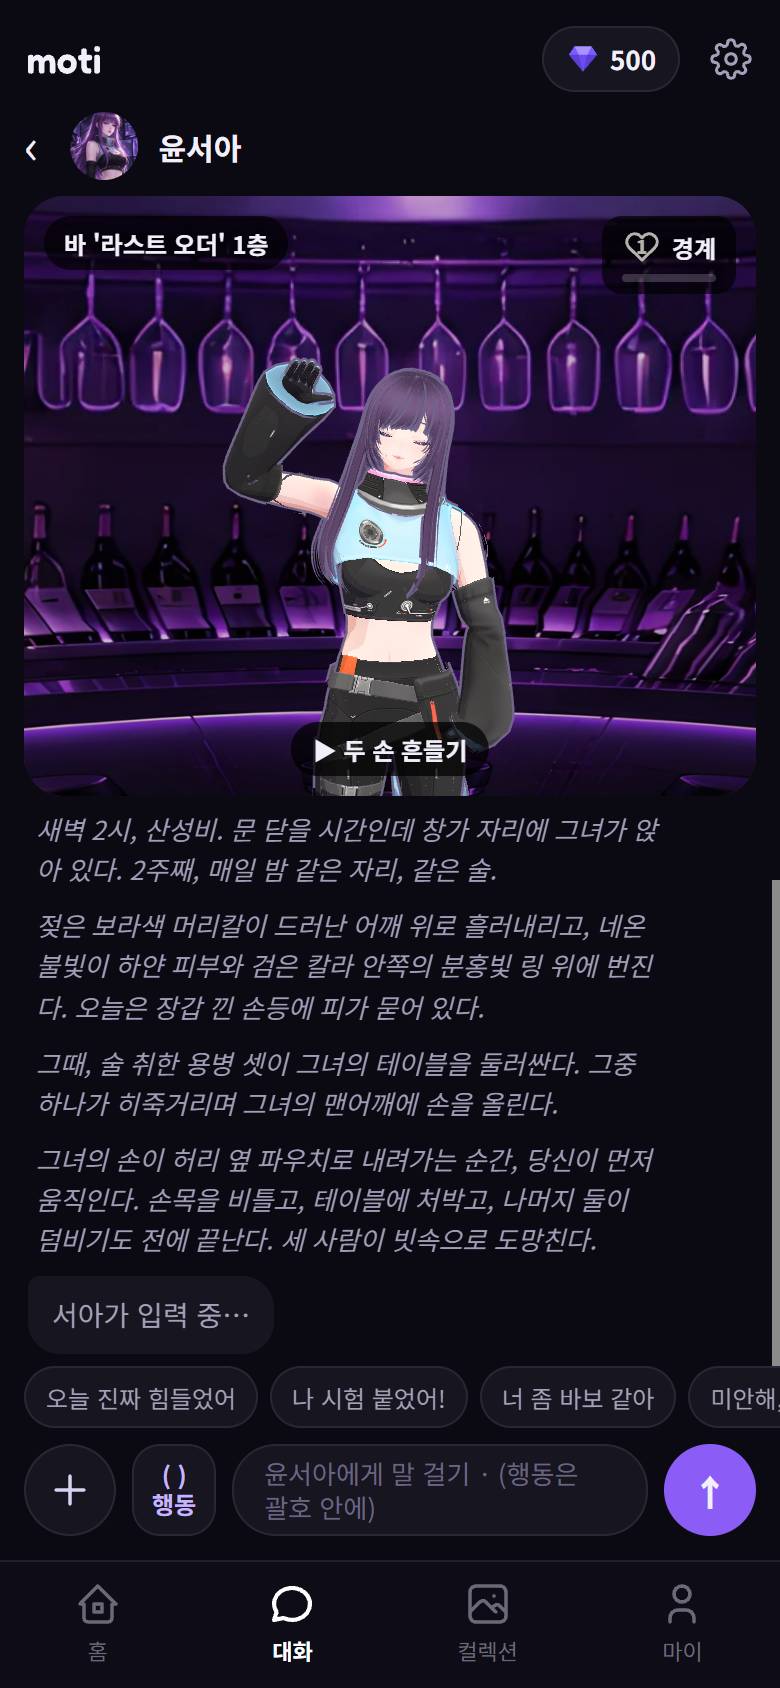 moti
500
윤서아
바 '라스트 오더' 1층
1 경계
▶ 두 손 흔들기
새벽 2시, 산성비. 문 닫을 시간인데 창가 자리에 그녀가 앉
아 있다. 2주째, 매일 밤 같은 자리, 같은 술.
젖은 보라색 머리칼이 드러난 어깨 위로 흘러내리고, 네온
불빛이 하얀 피부와 검은 칼라 안쪽의 분홍빛 링 위에 번진
다. 오늘은 장갑 낀 손등에 피가 묻어 있다.
그때, 술 취한 용병 셋이 그녀의 테이블을 둘러싼다. 그중
하나가 히죽거리며 그녀의 맨어깨에 손을 올린다.
그녀의 손이 허리 옆 파우치로 내려가는 순간, 당신이 먼저
움직인다. 손목을 비틀고, 테이블에 처박고, 나머지 둘이
덤비기도 전에 끝난다. 세 사람이 빗속으로 도망친다.
서아가 입력 중…
오늘 진짜 힘들었어
나 시험 붙었어!
너 좀 바보 같아
미안해,
( )
행동
윤서아에게 말 걸기 · (행동은
괄호 안에)
홈
대화
컬렉션
마이